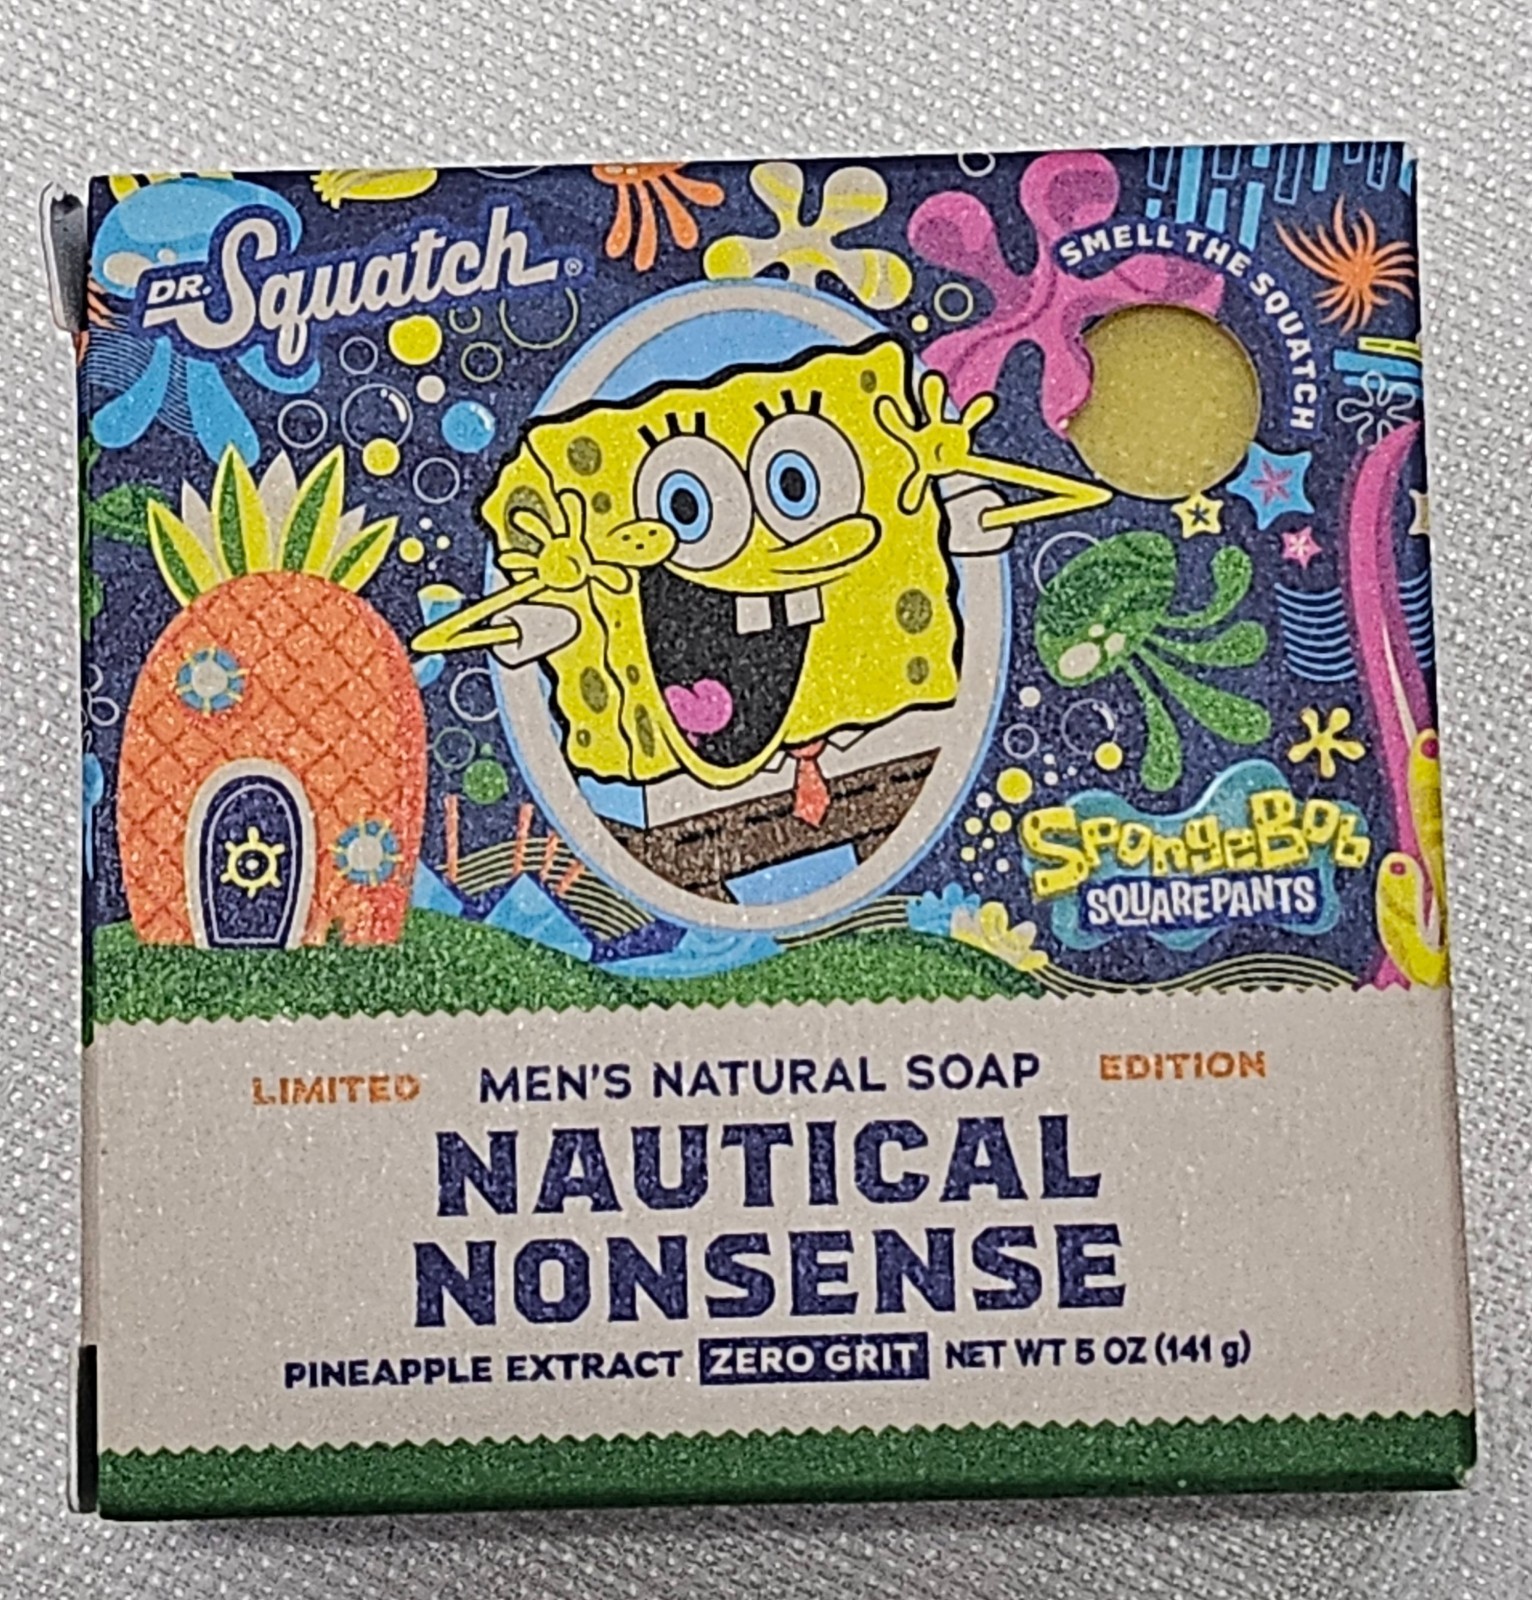 DR. Squatch®
SMELL THE SQUATCH
SpongeBob
SQUAREPANTS
LIMITED MEN'S NATURAL SOAP EDITION
NAUTICAL
NONSENSE
PINEAPPLE EXTRACT ZERO GRIT NET WT 5 OZ (141 g)